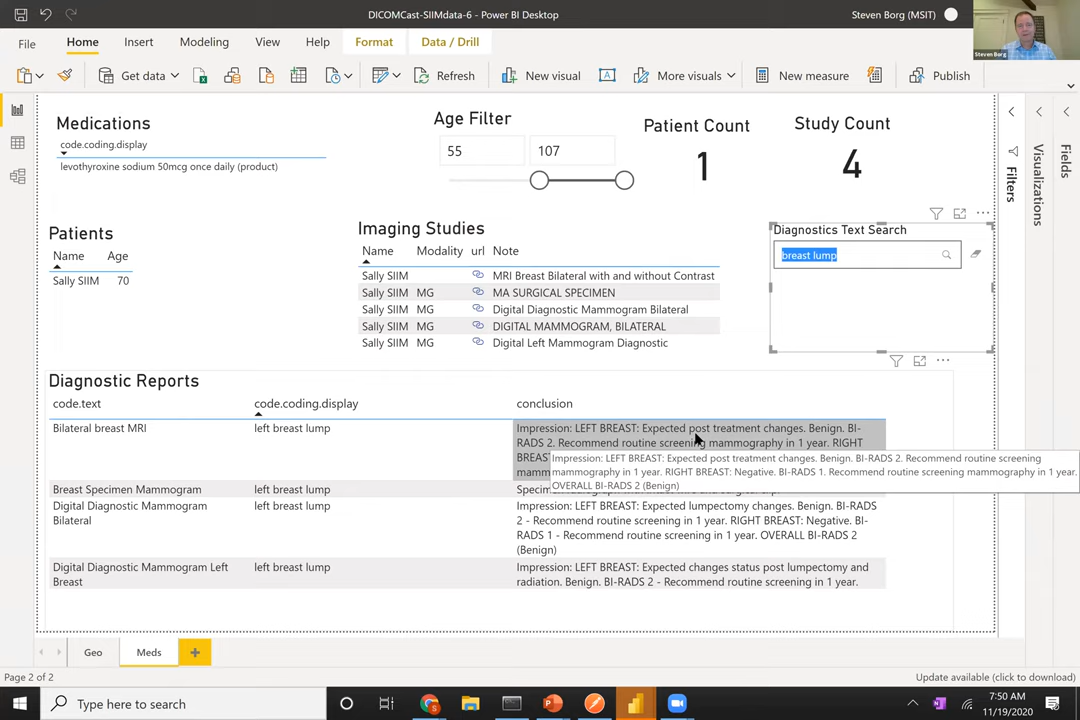 DICOMCast-SIIMdata-6 - Power BI Desktop
Steven Borg (MSIT)
Steven Borg
File
Home
Insert
Modeling
View
Help
Format
Data / Drill
Get data
Refresh
New visual
More visuals
New measure
Publish
Medications
code.coding.display
levothyroxine sodium 50mcg once daily (product)
Age Filter
55
107
Patient Count
1
Study Count
4
Filters
Visualizations
Fields
Patients
Name Age
Sally SIIM 70
Imaging Studies
Name Modality url Note
Sally SIIM MRI Breast Bilateral with and without Contrast
Sally SIIM MG MA SURGICAL SPECIMEN
Sally SIIM MG Digital Diagnostic Mammogram Bilateral
Sally SIIM MG DIGITAL MAMMOGRAM, BILATERAL
Sally SIIM MG Digital Left Mammogram Diagnostic
Diagnostics Text Search
breast lump
Diagnostic Reports
code.text code.coding.display conclusion
Bilateral breast MRI left breast lump Impression: LEFT BREAST: Expected post treatment changes. Benign. BI-
RADS 2. Recommend routine screening mammography in 1 year. RIGHT
BREAS
mamm
Impression: LEFT BREAST: Expected post treatment changes. Benign. BI-RADS 2. Recommend routine screening
mammography in 1 year. RIGHT BREAST: Negative. BI-RADS 1. Recommend routine screening mammography in 1 year.
OVERALL BI-RADS 2 (Benign)
Breast Specimen Mammogram left breast lump
Digital Diagnostic Mammogram left breast lump Impression: LEFT BREAST: Expected lumpectomy changes. Benign. BI-RADS
Bilateral 2 - Recommend routine screening in 1 year. RIGHT BREAST: Negative. BI-
RADS 1 - Recommend routine screening in 1 year. OVERALL BI-RADS 2
(Benign)
Digital Diagnostic Mammogram Left left breast lump Impression: LEFT BREAST: Expected changes status post lumpectomy and
Breast radiation. Benign. BI-RADS 2 - Recommend routine screening in 1 year.
Geo
Meds
Page 2 of 2
Update available (click to download)
Type here to search
7:50 AM
11/19/2020